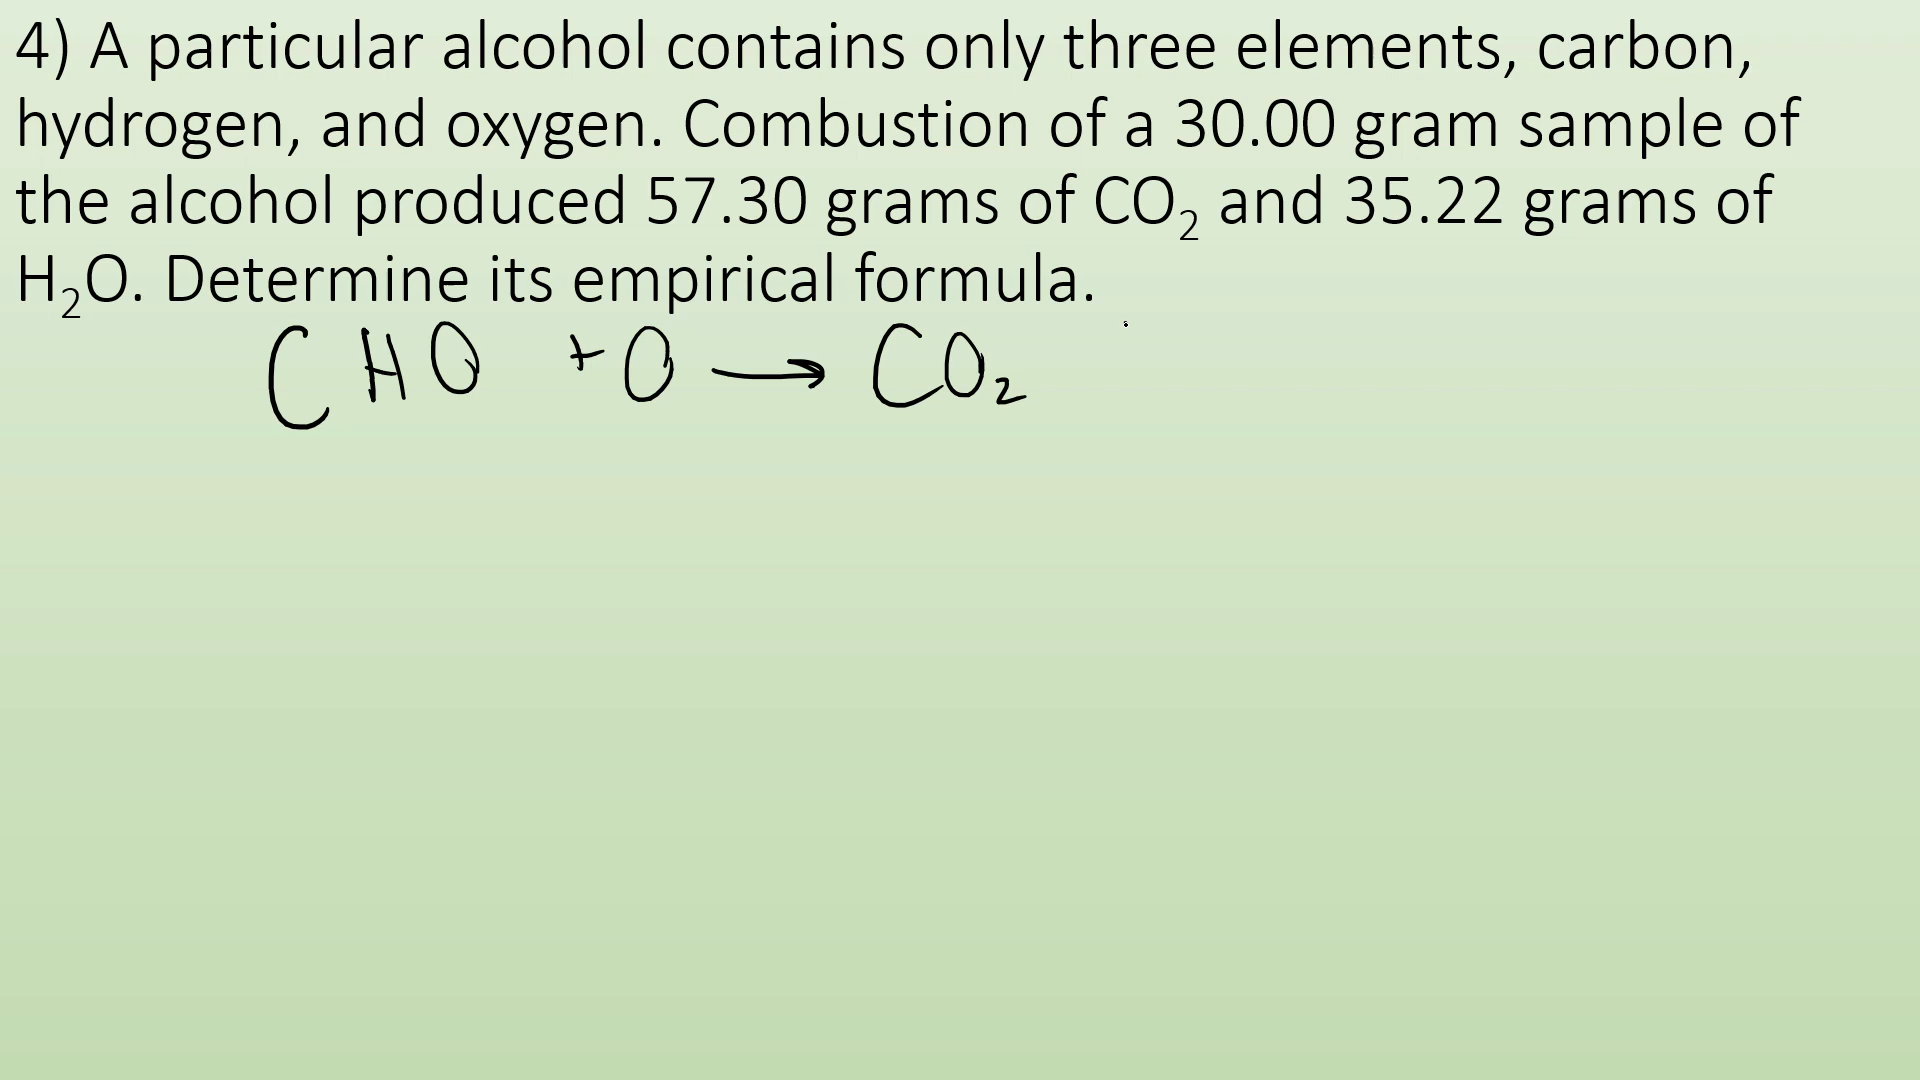 4) A particular alcohol contains only three elements, carbon,
hydrogen, and oxygen. Combustion of a 30.00 gram sample of
the alcohol produced 57.30 grams of CO₂ and 35.22 grams of
H₂O. Determine its empirical formula.
CHO + O → CO₂